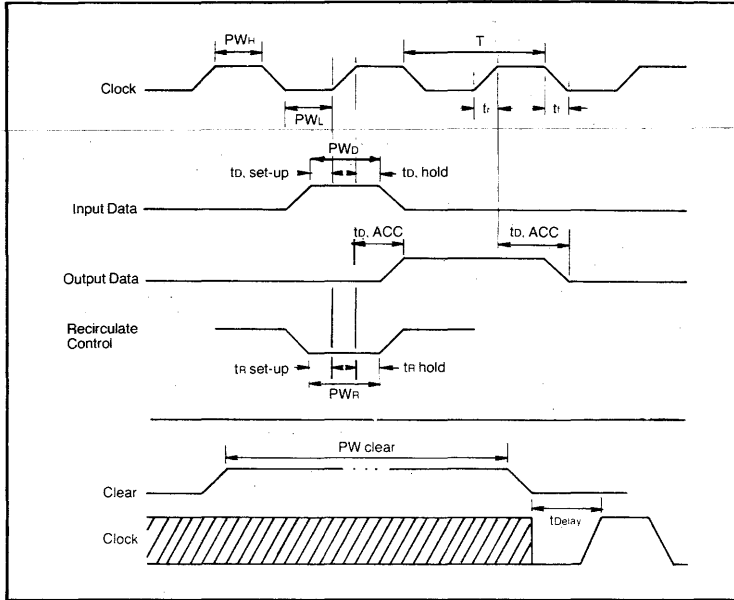 PWH
T
Clock
PWL
tr
tf
PWD
tD, set-up
tD, hold
Input Data
tD, ACC
tD, ACC
Output Data
Recirculate
Control
tR set-up
tR hold
PWR
PW clear
Clear
tDelay
Clock